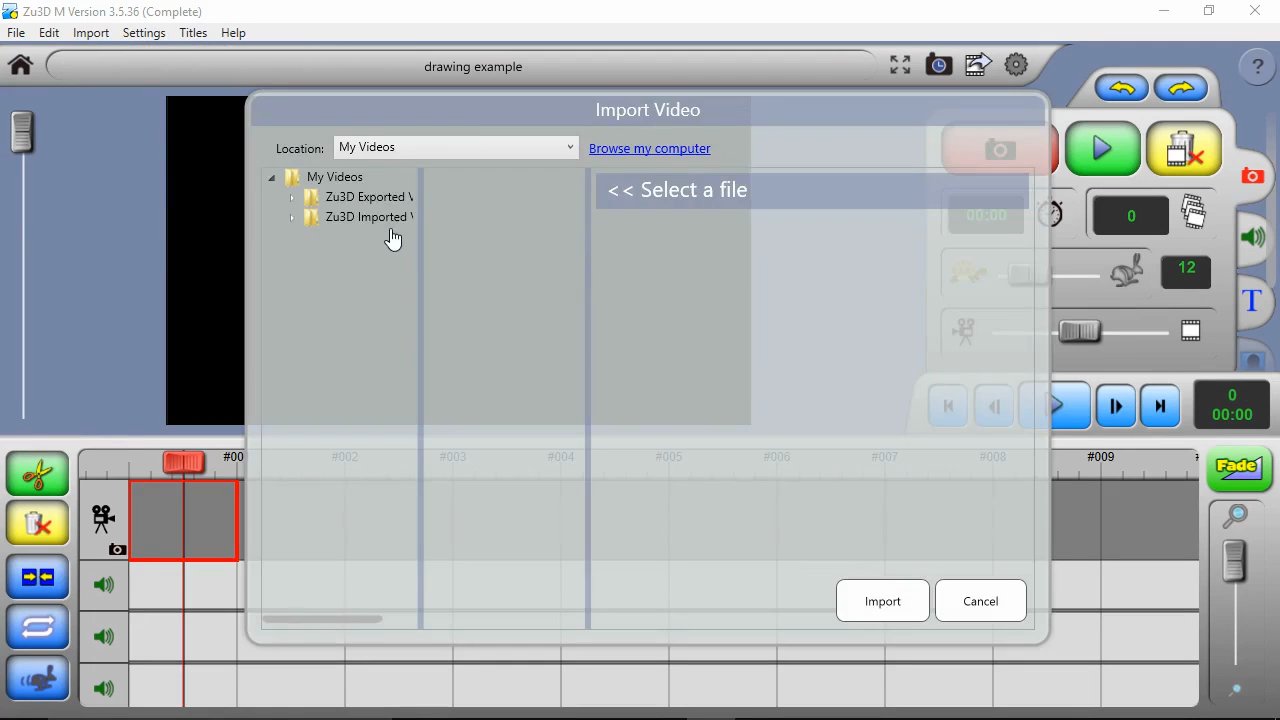 Zu3D M Version 3.5.36 (Complete)
File Edit Import Settings Titles Help
drawing example
?
Import Video
Location: My Videos Browse my computer
My Videos
<< Select a file
Zu3D Exported V
Zu3D Imported V
00:00
0
12
T
0
00:00
#00 #002 #003 #004 #005 #006 #007 #008 #009
Fade
Import Cancel